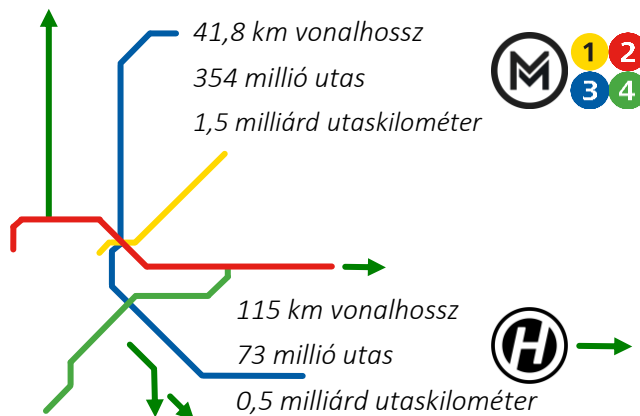 41,8 km vonalhossz
354 millió utas
1,5 milliárd utaskilométer
M 1 2
3 4
115 km vonalhossz
73 millió utas
0,5 milliárd utaskilométer
H